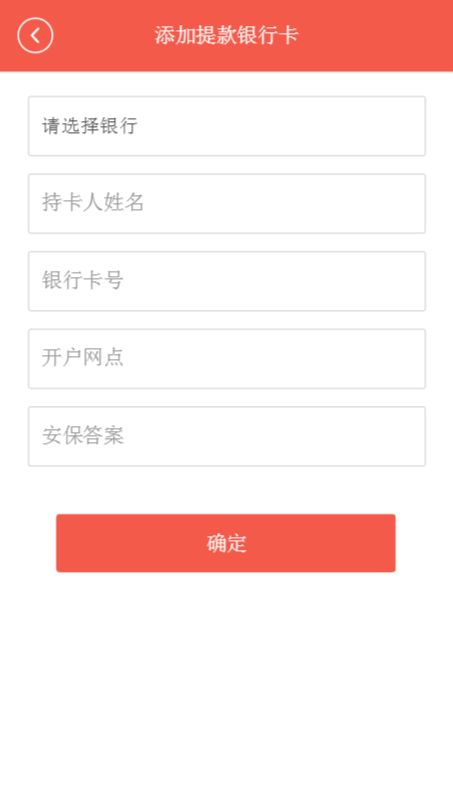 添加提款银行卡
请选择银行
持卡人姓名
银行卡号
开户网点
安保答案
确定